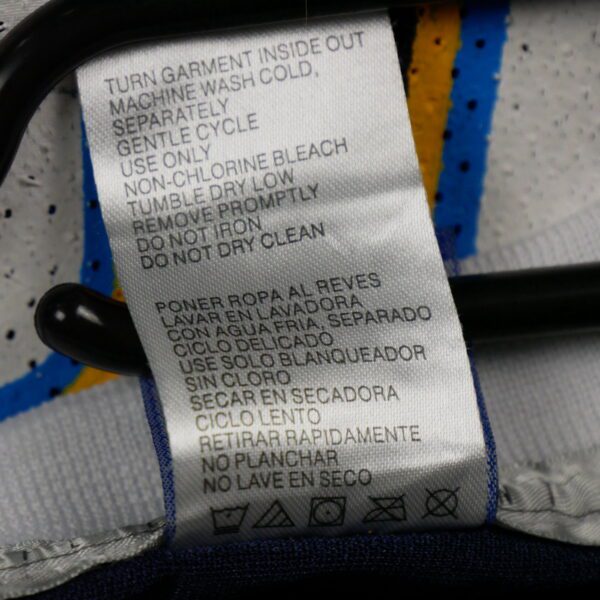 TURN GARMENT INSIDE OUT
MACHINE WASH COLD,
SEPARATELY
GENTLE CYCLE
USE ONLY
NON-CHLORINE BLEACH
TUMBLE DRY LOW
REMOVE PROMPTLY
DO NOT IRON
DO NOT DRY CLEAN
PONER ROPA AL REVES
LAVAR EN LAVADORA
CON AGUA FRIA, SEPARADO
CICLO DELICADO
USE SOLO BLANQUEADOR
SIN CLORO
SECAR EN SECADORA
CICLO LENTO
RETIRAR RAPIDAMENTE
NO PLANCHAR
NO LAVE EN SECO